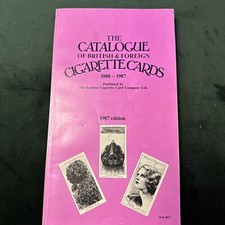 THE
CATALOGUE
OF BRITISH & FOREIGN
CIGARETTE CARDS
1888 - 1987
Published by
The London Cigarette Card Company Ltd.
1987 edition